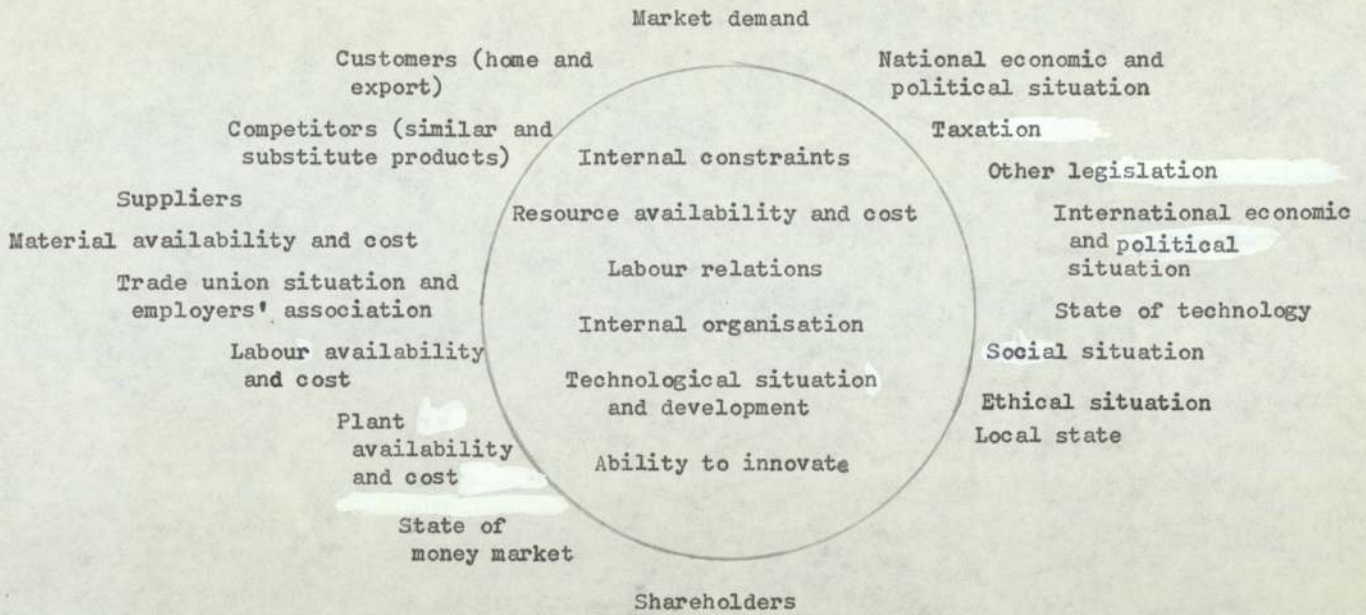 Market demand
Customers (home and
export)
Competitors (similar and
substitute products)
Suppliers
Material availability and cost
Trade union situation and
employers' association
Labour availability
and cost
Plant
availability
and cost
State of
money market
Internal constraints
Resource availability and cost
Labour relations
Internal organisation
Technological situation
and development
Ability to innovate
National economic and
political situation
Taxation
Other legislation
International economic
and political
situation
State of technology
Social situation
Ethical situation
Local state
Shareholders